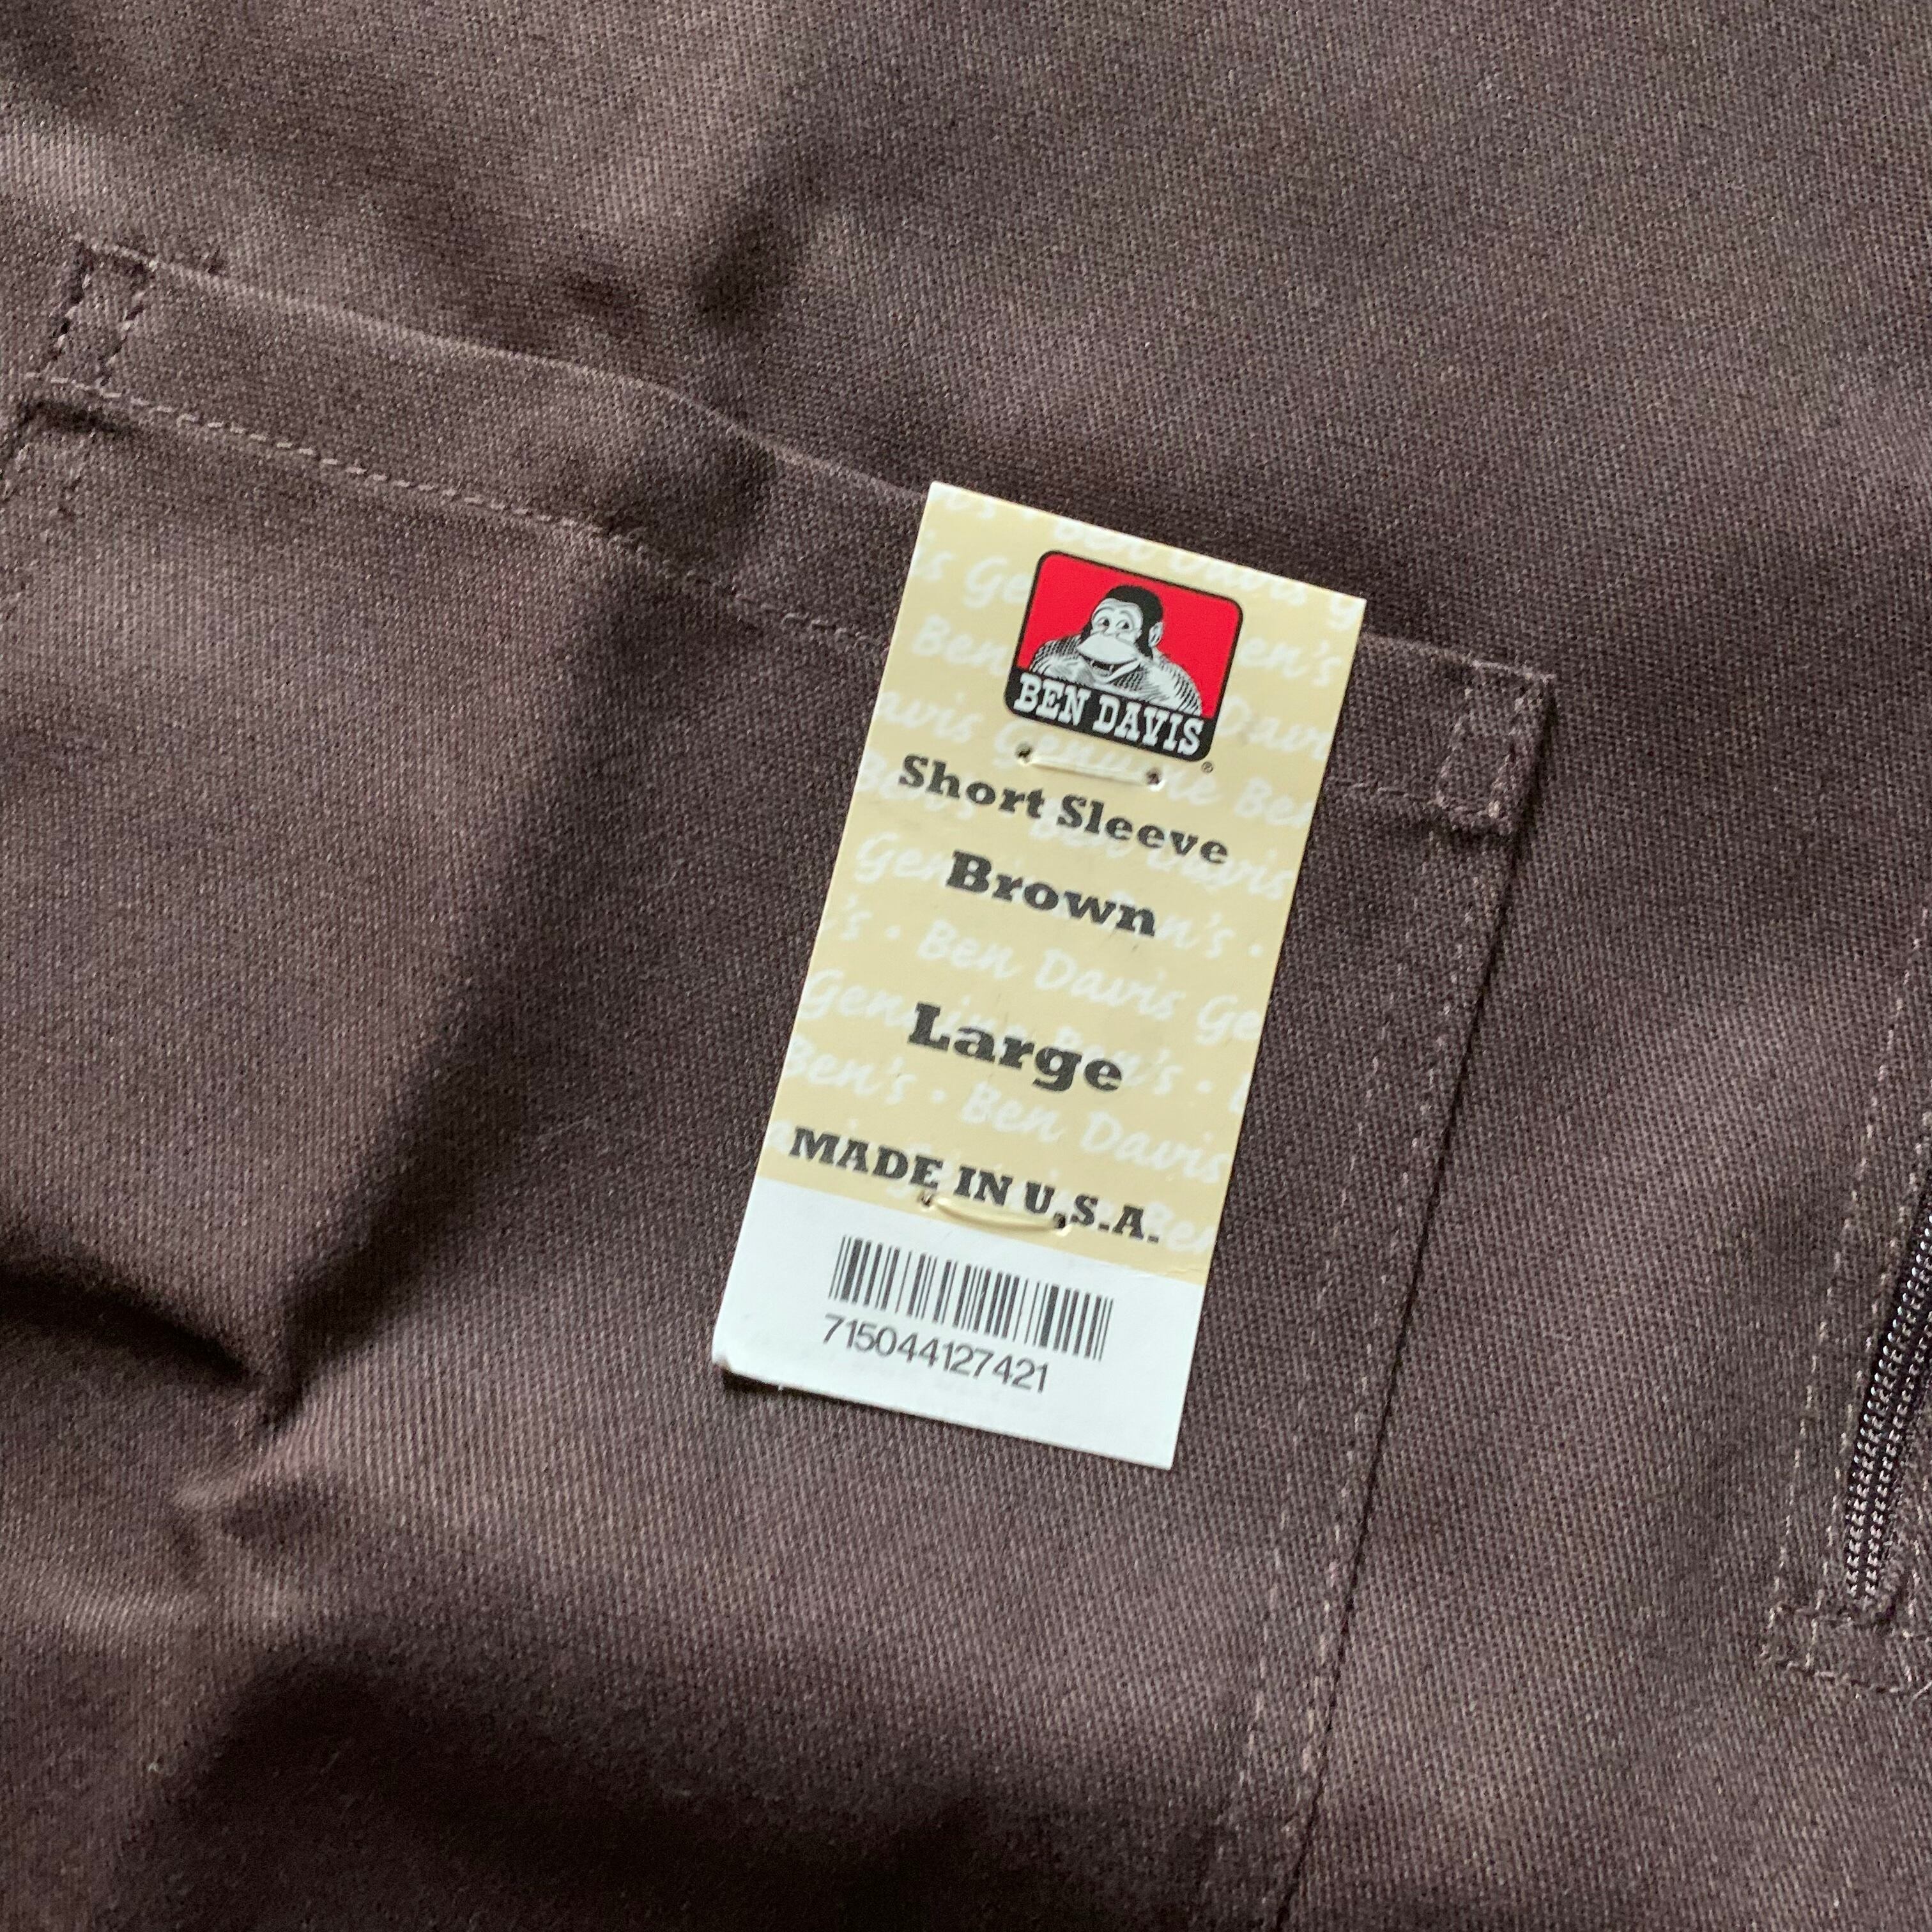 BEN DAVIS
®
Short Sleeve
Brown
Large
MADE IN U.S.A.
715044127421